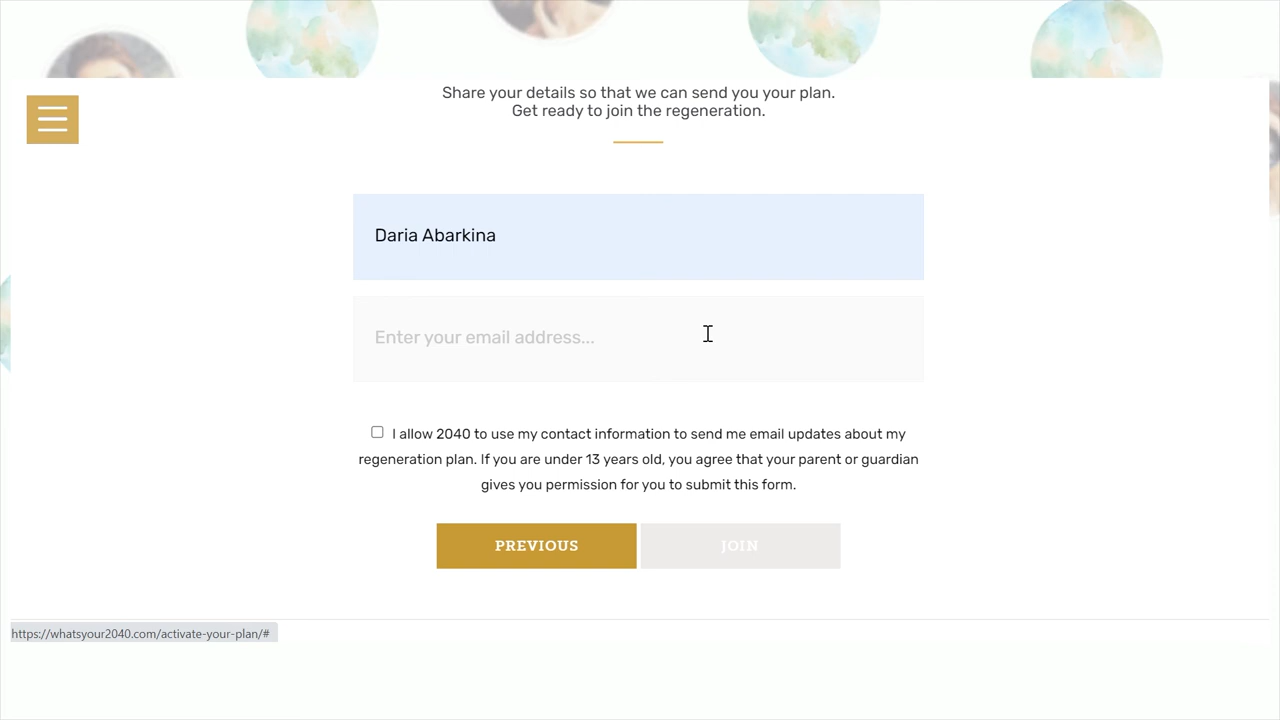 Share your details so that we can send you your plan.
Get ready to join the regeneration.
Daria Abarkina
Enter your email address...
I allow 2040 to use my contact information to send me email updates about my
regeneration plan. If you are under 13 years old, you agree that your parent or guardian
gives you permission for you to submit this form.
PREVIOUS
JOIN
https://whatsyour2040.com/activate-your-plan/#